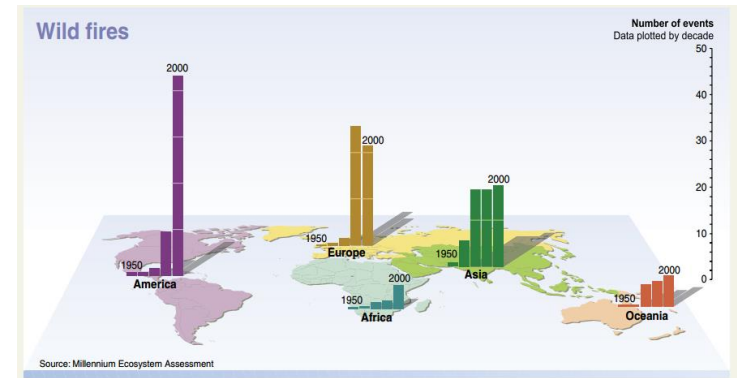 Wild fires
Number of events
Data plotted by decade
50
40
30
20
10
0
2000
1950
America
2000
1950
Europe
2000
1950
Asia
2000
1950
Africa
2000
1950
Oceania
Source: Millennium Ecosystem Assessment